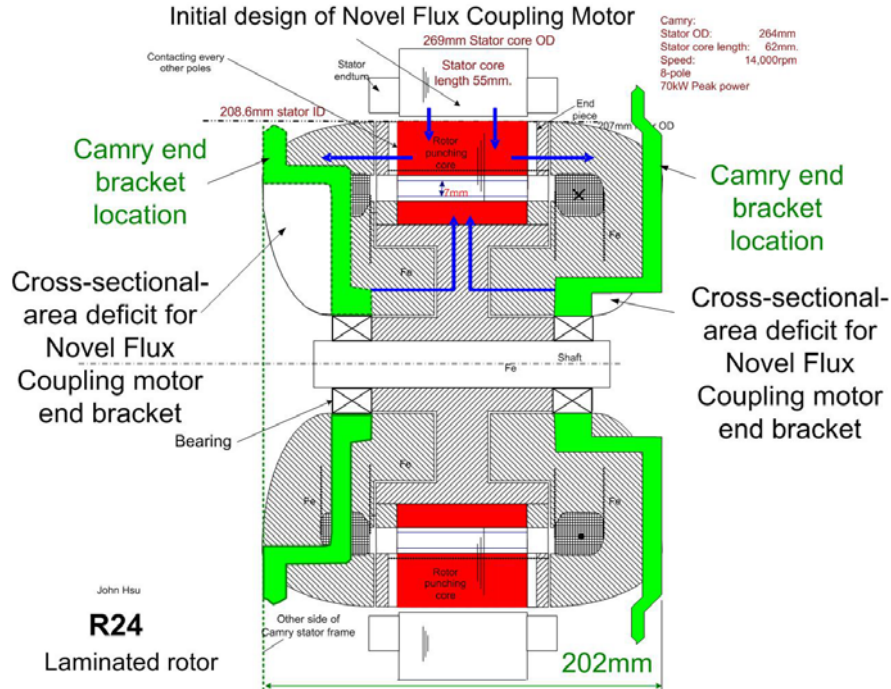 Initial design of Novel Flux Coupling Motor
Camry:
Stator OD: 264mm
Stator core length: 62mm.
Speed: 14,000rpm
8-pole
70kW Peak power
269mm Stator core OD
Contacting every
other poles
Stator
endturn
Stator core
length 55mm.
208.6mm stator ID
End
piece
207mm OD
Rotor
punching
core
Camry end
bracket
location
Camry end
bracket
location
7mm
Fe
Fe
Cross-sectional-
area deficit for
Novel Flux
Coupling motor
end bracket
Cross-sectional-
area deficit for
Novel Flux
Coupling motor
end bracket
Shaft
Fe
Bearing
Fe
Fe
Fe
Rotor
punching
core
John Hsu
R24
Laminated rotor
Other side of
Camry stator frame
202mm